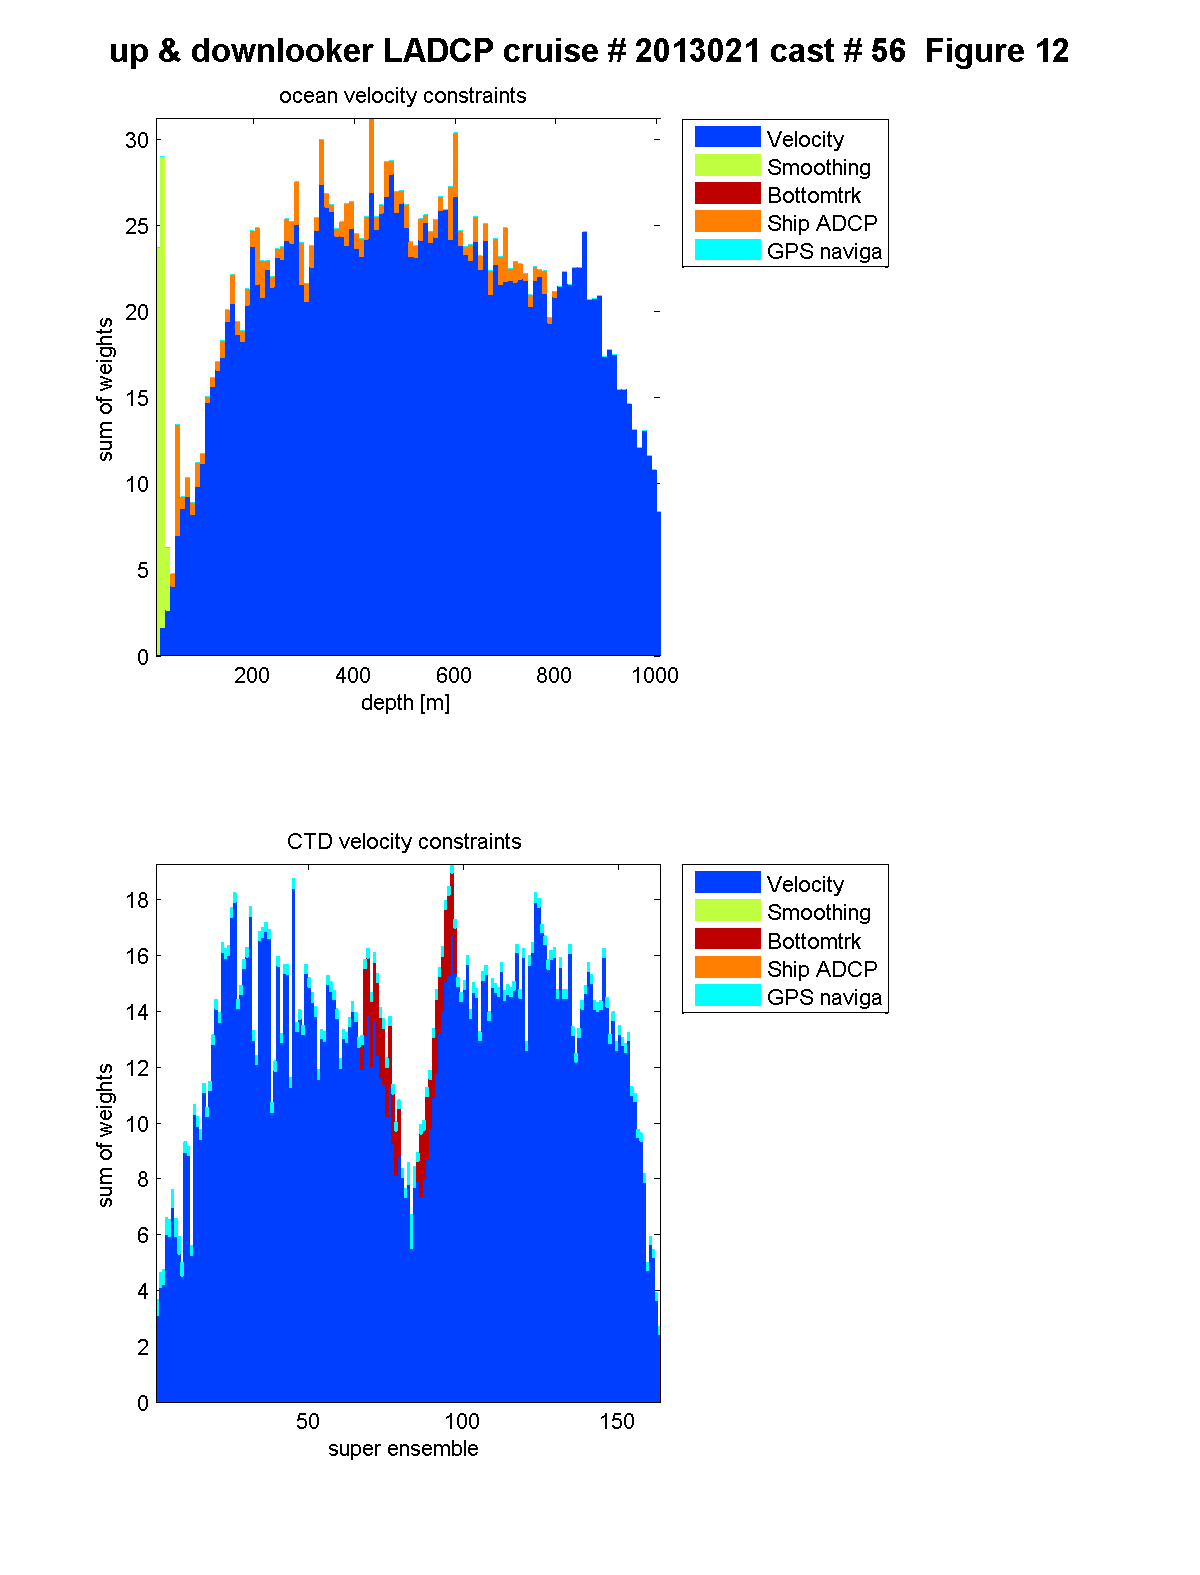 up & downlooker LADCP cruise # 2013021 cast # 56  Figure 12
ocean velocity constraints
30
25
20
15
10
5
0
sum of weights
200 400 600 800 1000
depth [m]
Velocity
Smoothing
Bottomtrk
Ship ADCP
GPS naviga
CTD velocity constraints
18
16
14
12
10
8
6
4
2
0
sum of weights
50 100 150
super ensemble
Velocity
Smoothing
Bottomtrk
Ship ADCP
GPS naviga